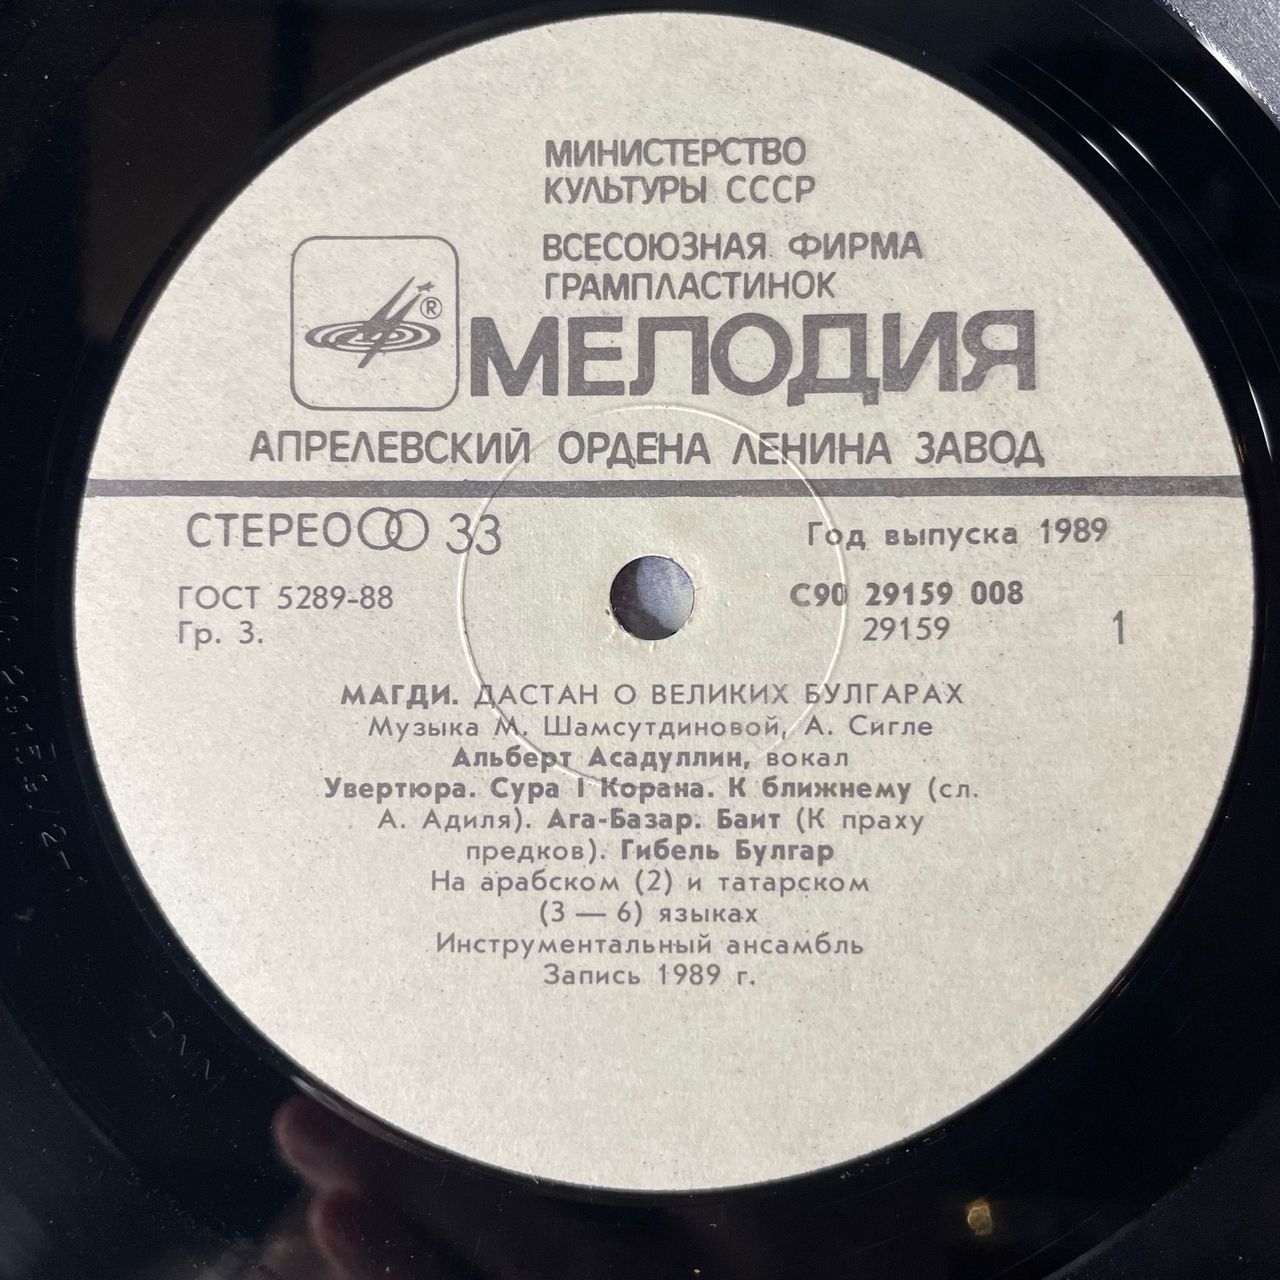 МИНИСТЕРСТВО
КУЛЬТУРЫ СССР
ВСЕСОЮЗНАЯ ФИРМА
ГРАМПЛАСТИНОК
®
МЕЛОДИЯ
АПРЕЛЕВСКИЙ ОРДЕНА ЛЕНИНА ЗАВОД
СТЕРЕО 33
Год выпуска 1989
ГОСТ 5289-88
С90 29159 008
Гр. 3.
29159
1
МАГДИ. ДАСТАН О ВЕЛИКИХ БУЛГАРАХ
Музыка М. Шамсутдиновой, А. Сигле
Альберт Асадуллин, вокал
Увертюра. Сура I Корана. К ближнему (сл.
А. Адиля). Ага-Базар. Баит (К праху
предков). Гибель Булгар
На арабском (2) и татарском
(3 — 6) языках
Инструментальный ансамбль
Запись 1989 г.